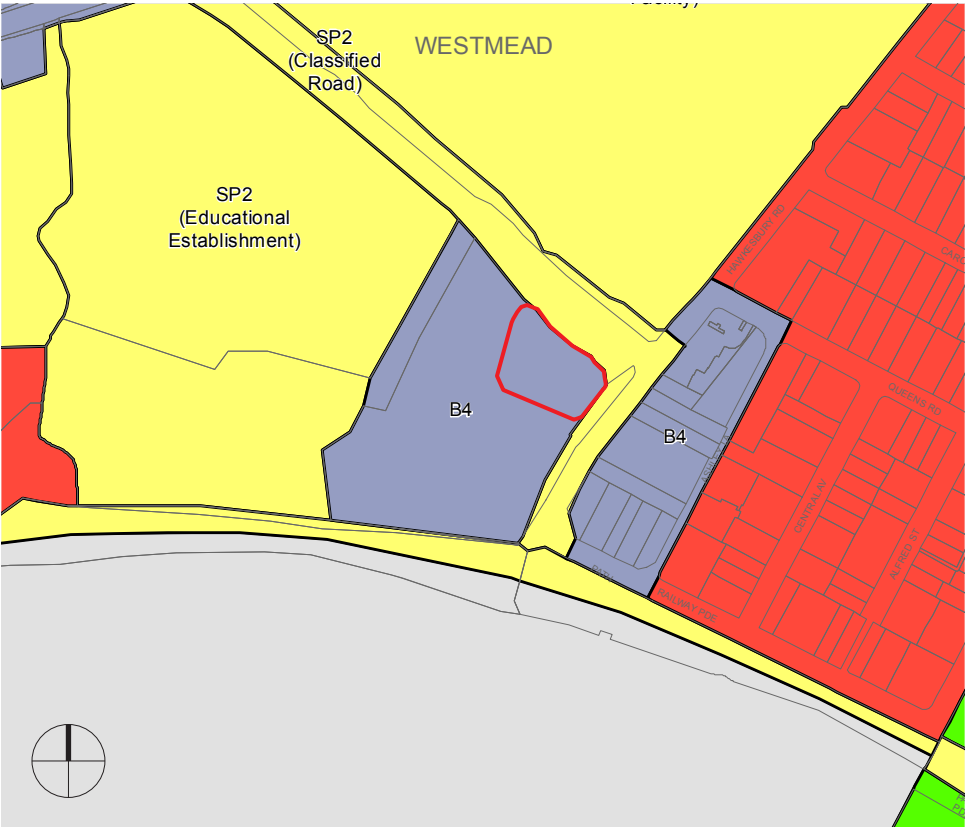 SP2
(Classified
Road)
WESTMEAD
SP2
(Educational
Establishment)
HAWKESBURY RD
B4
B4
QUEENS RD
CENTRAL AV
ALFRED ST
RAILWAY PDE